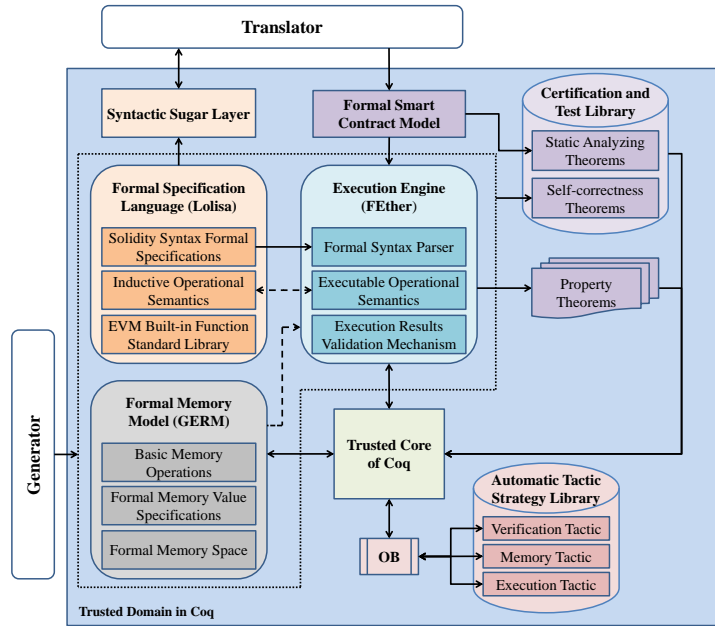 Translator
Syntactic Sugar Layer
Formal Smart
Contract Model
Certification and
Test Library
Static Analyzing
Theorems
Self-correctness
Theorems
Formal Specification
Language (Lolisa)
Solidity Syntax Formal
Specifications
Inductive Operational
Semantics
EVM Built-in Function
Standard Library
Execution Engine
(FEther)
Formal Syntax Parser
Executable Operational
Semantics
Execution Results
Validation Mechanism
Property
Theorems
Generator
Formal Memory
Model (GERM)
Basic Memory
Operations
Formal Memory Value
Specifications
Formal Memory Space
Trusted Core
of Coq
OB
Automatic Tactic
Strategy Library
Verification Tactic
Memory Tactic
Execution Tactic
Trusted Domain in Coq